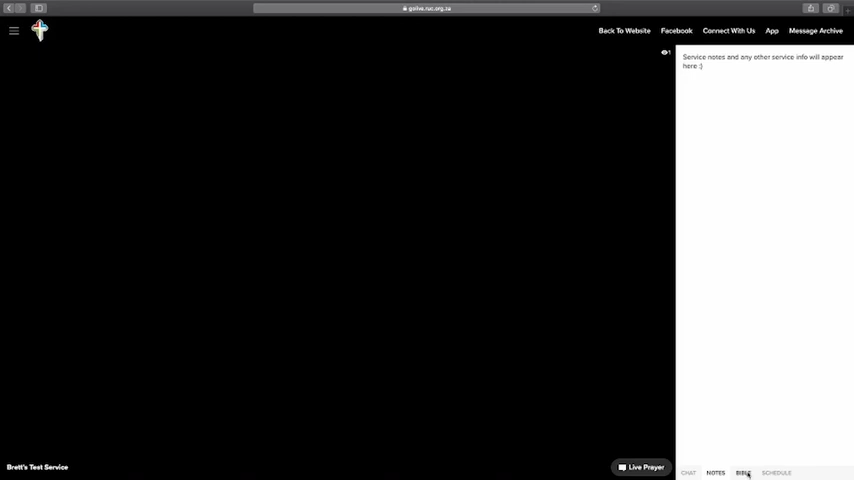 golive.ruc.org.za
Back To Website Facebook Connect With Us App Message Archive
1
Service notes and any other service info will appear
here :)
Brett's Test Service
Live Prayer
CHAT NOTES BIBLE SCHEDULE